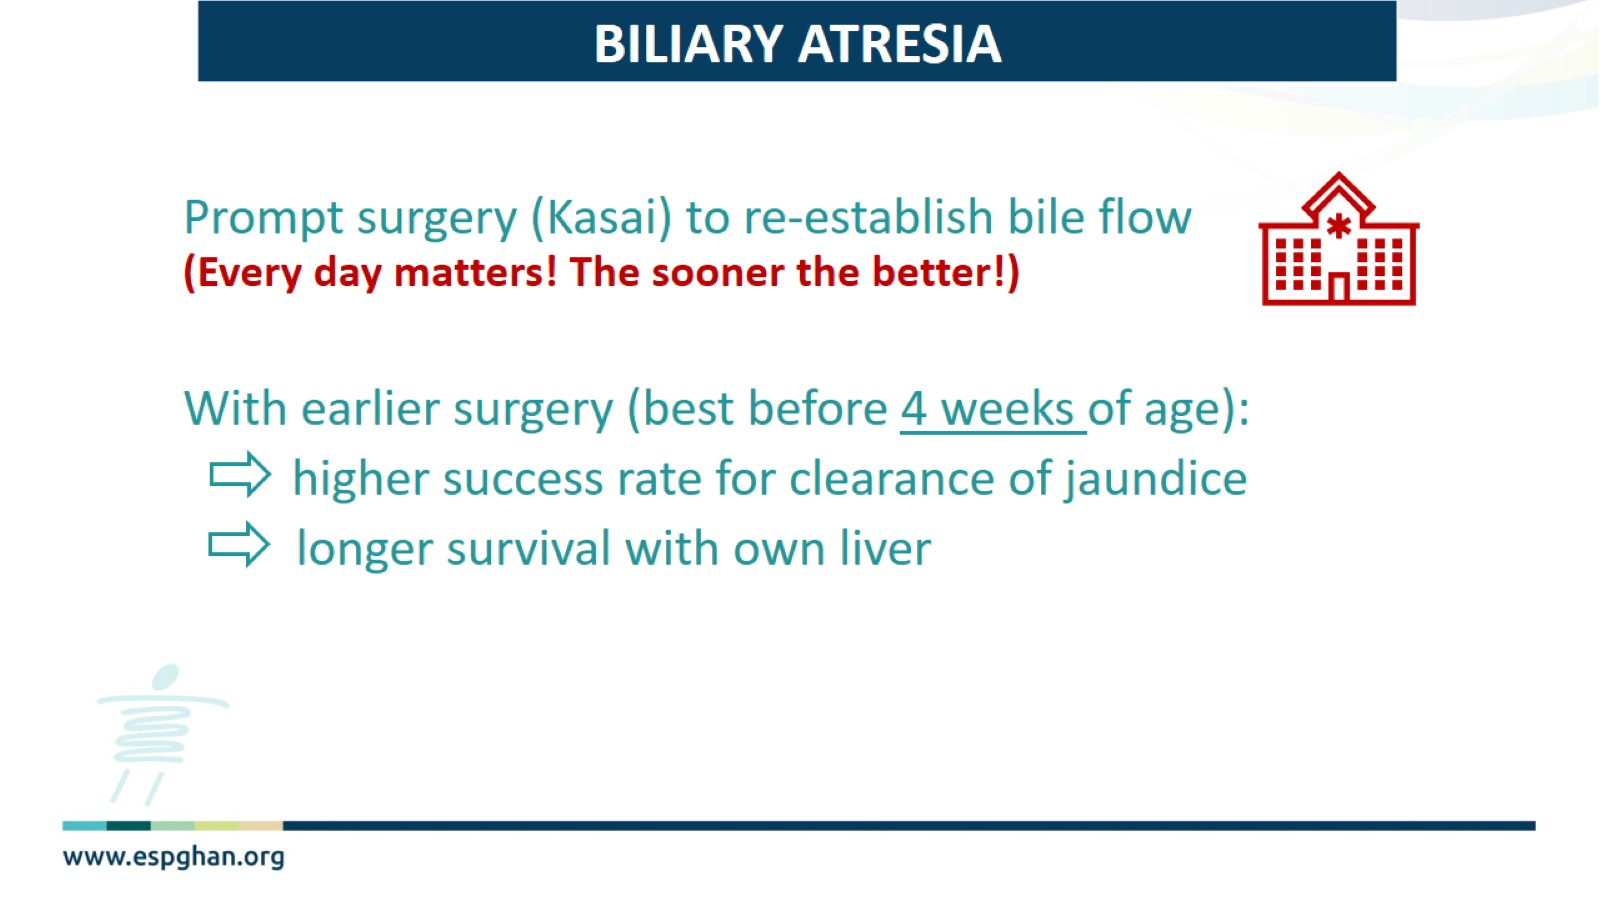 BILIARY ATRESIA
Prompt surgery (Kasai) to re-establish bile flow
(Every day matters! The sooner the better!)
With earlier surgery (best before 4 weeks of age):
higher success rate for clearance of jaundice
longer survival with own liver
www.espghan.org